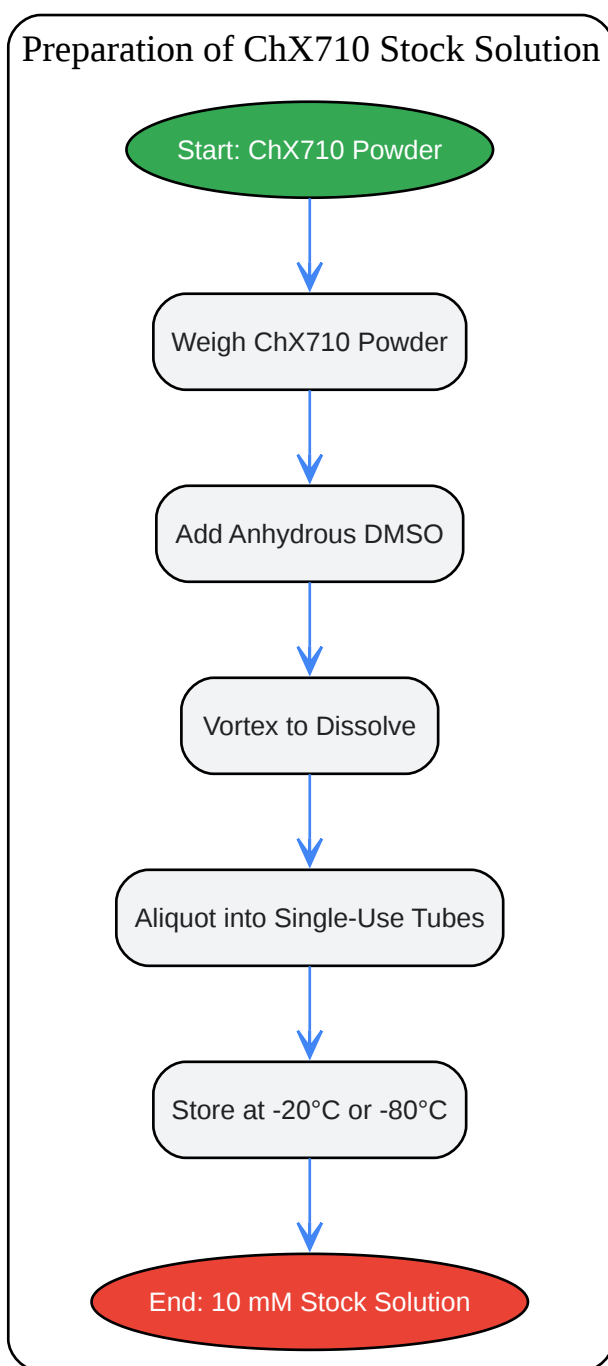 Preparation of ChX710 Stock Solution
Start: ChX710 Powder
Weigh ChX710 Powder
Add Anhydrous DMSO
Vortex to Dissolve
Aliquot into Single-Use Tubes
Store at -20°C or -80°C
End: 10 mM Stock Solution